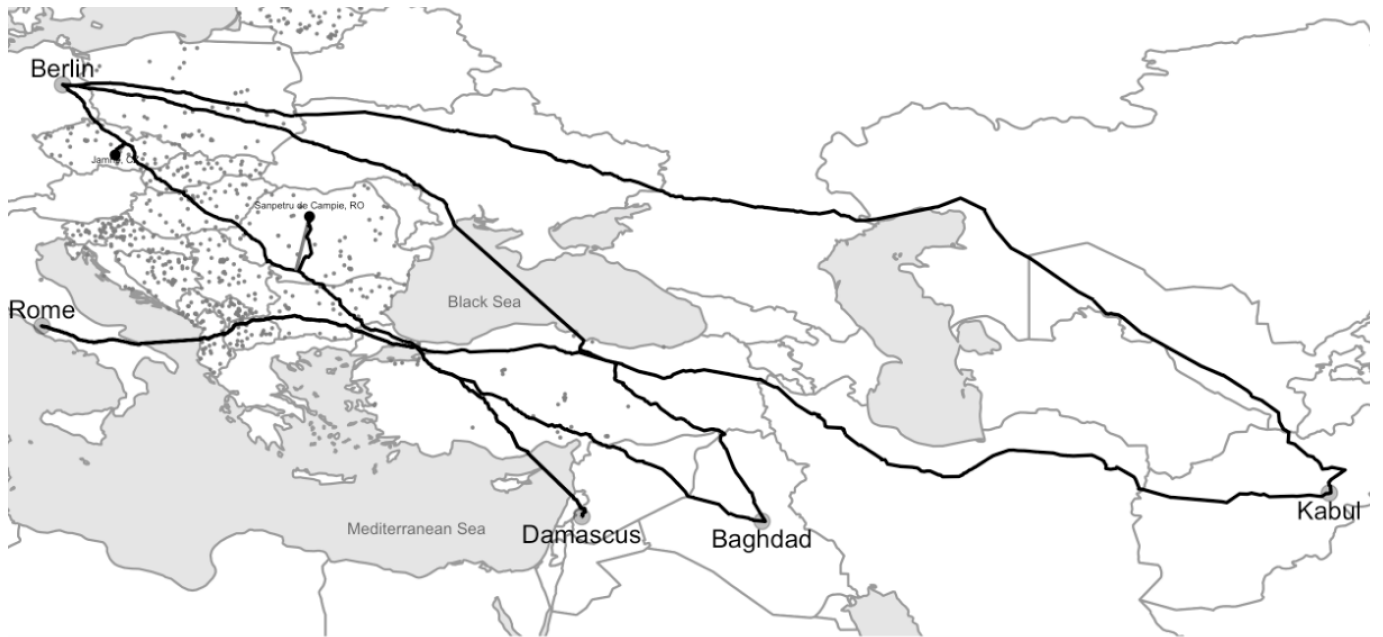 Berlin
Sanpetru de Campie, RO
Rome
Black Sea
Mediterranean Sea
Damascus
Baghdad
Kabul